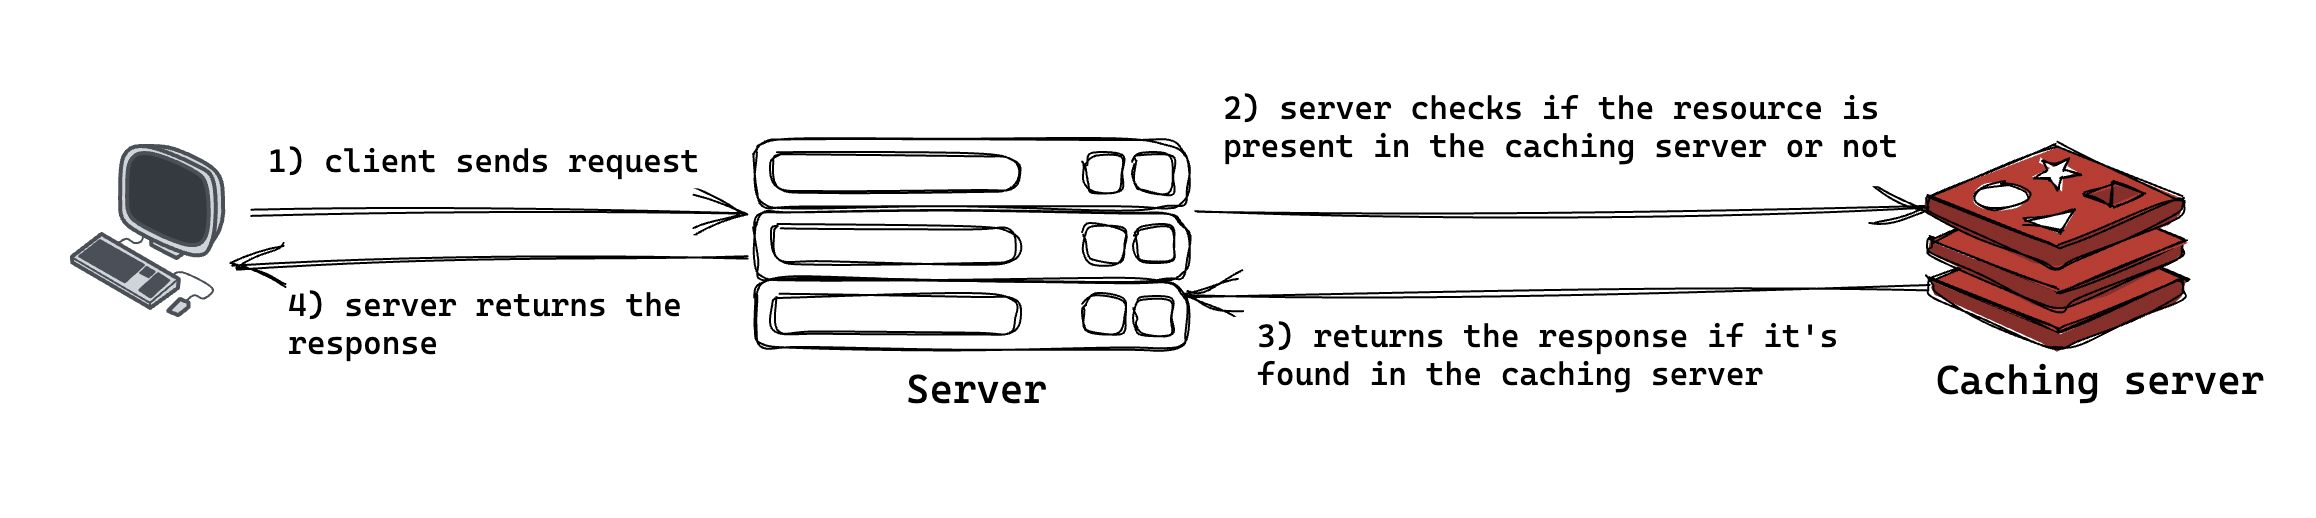 1) client sends request
2) server checks if the resource is
present in the caching server or not
3) returns the response if it's
found in the caching server
4) server returns the
response
Server
Caching server